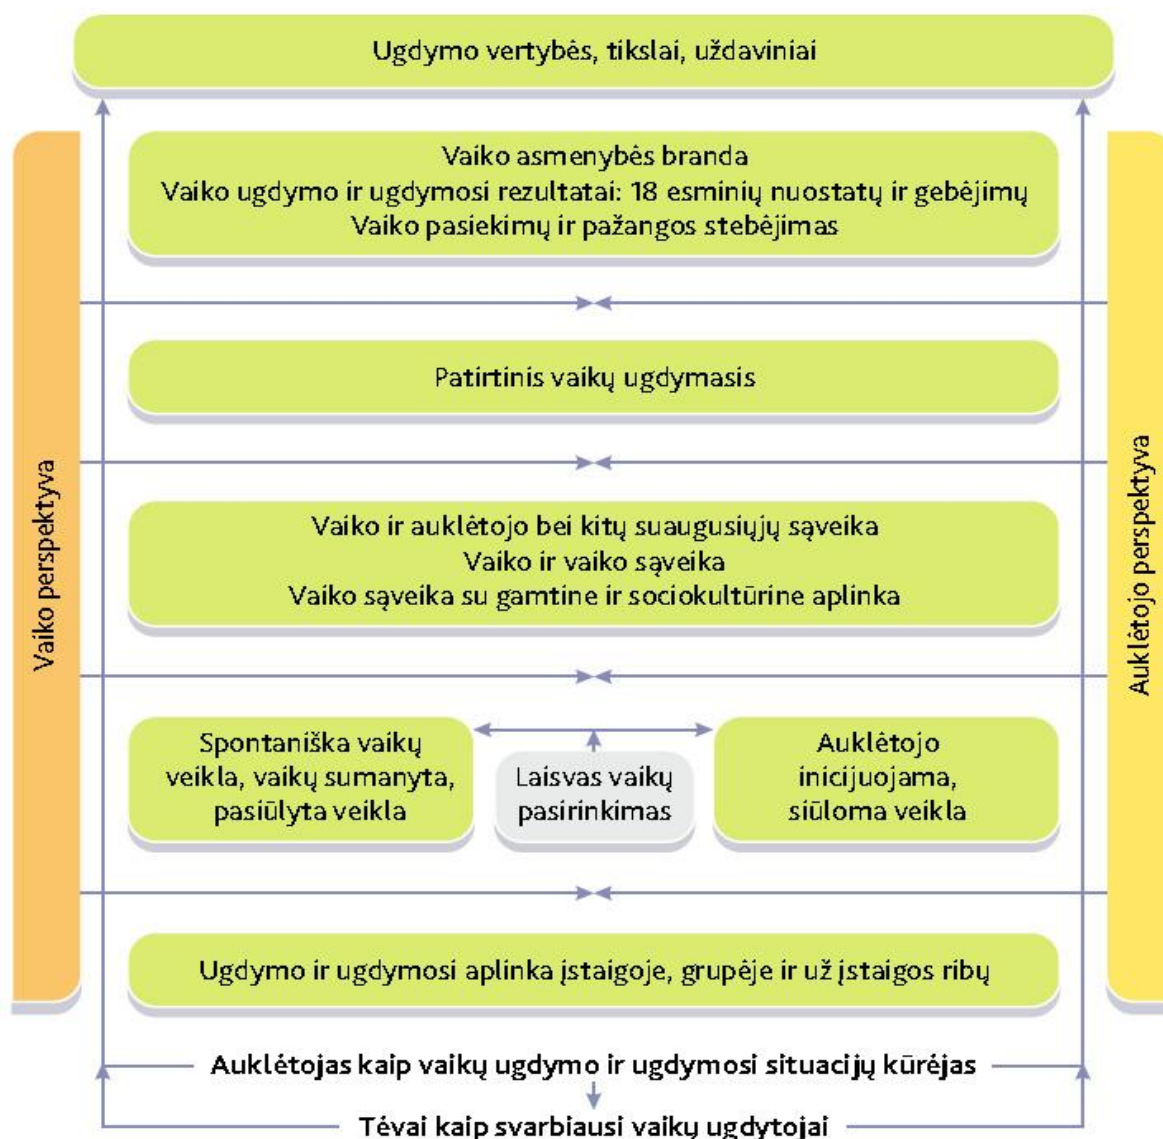 Ugdymo vertybės, tikslai, uždaviniai
Vaiko asmenybės branda
Vaiko ugdymo ir ugdymosi rezultatai: 18 esminių nuostatų ir gebėjimų
Vaiko pasiekimų ir pažangos stebėjimas
Patirtinis vaikų ugdymasis
Vaiko perspektyva
Auklėtojo perspektyva
Vaiko ir auklėtojo bei kitų suaugusiųjų sąveika
Vaiko ir vaiko sąveika
Vaiko sąveika su gamtine ir sociokultūrine aplinka
Spontaniška vaikų
veikla, vaikų sumanyta,
pasiūlyta veikla
Laisvas vaikų
pasirinkimas
Auklėtojo
inicijuojama,
siūloma veikla
Ugdymo ir ugdymosi aplinka įstaigoje, grupėje ir už įstaigos ribų
Auklėtojas kaip vaikų ugdymo ir ugdymosi situacijų kūrėjas
Tėvai kaip svarbiausi vaikų ugdytojai